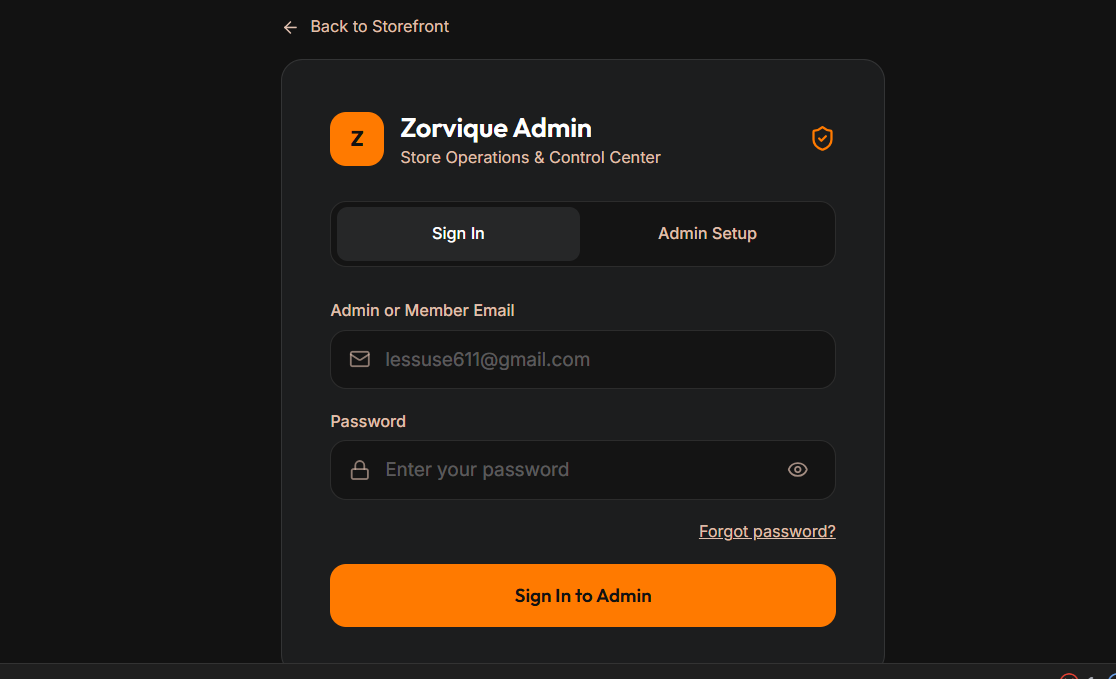 Back to Storefront
Z
Zorvique Admin
Store Operations & Control Center
Sign In
Admin Setup
Admin or Member Email
lessuse611@gmail.com
Password
Enter your password
Forgot password?
Sign In to Admin